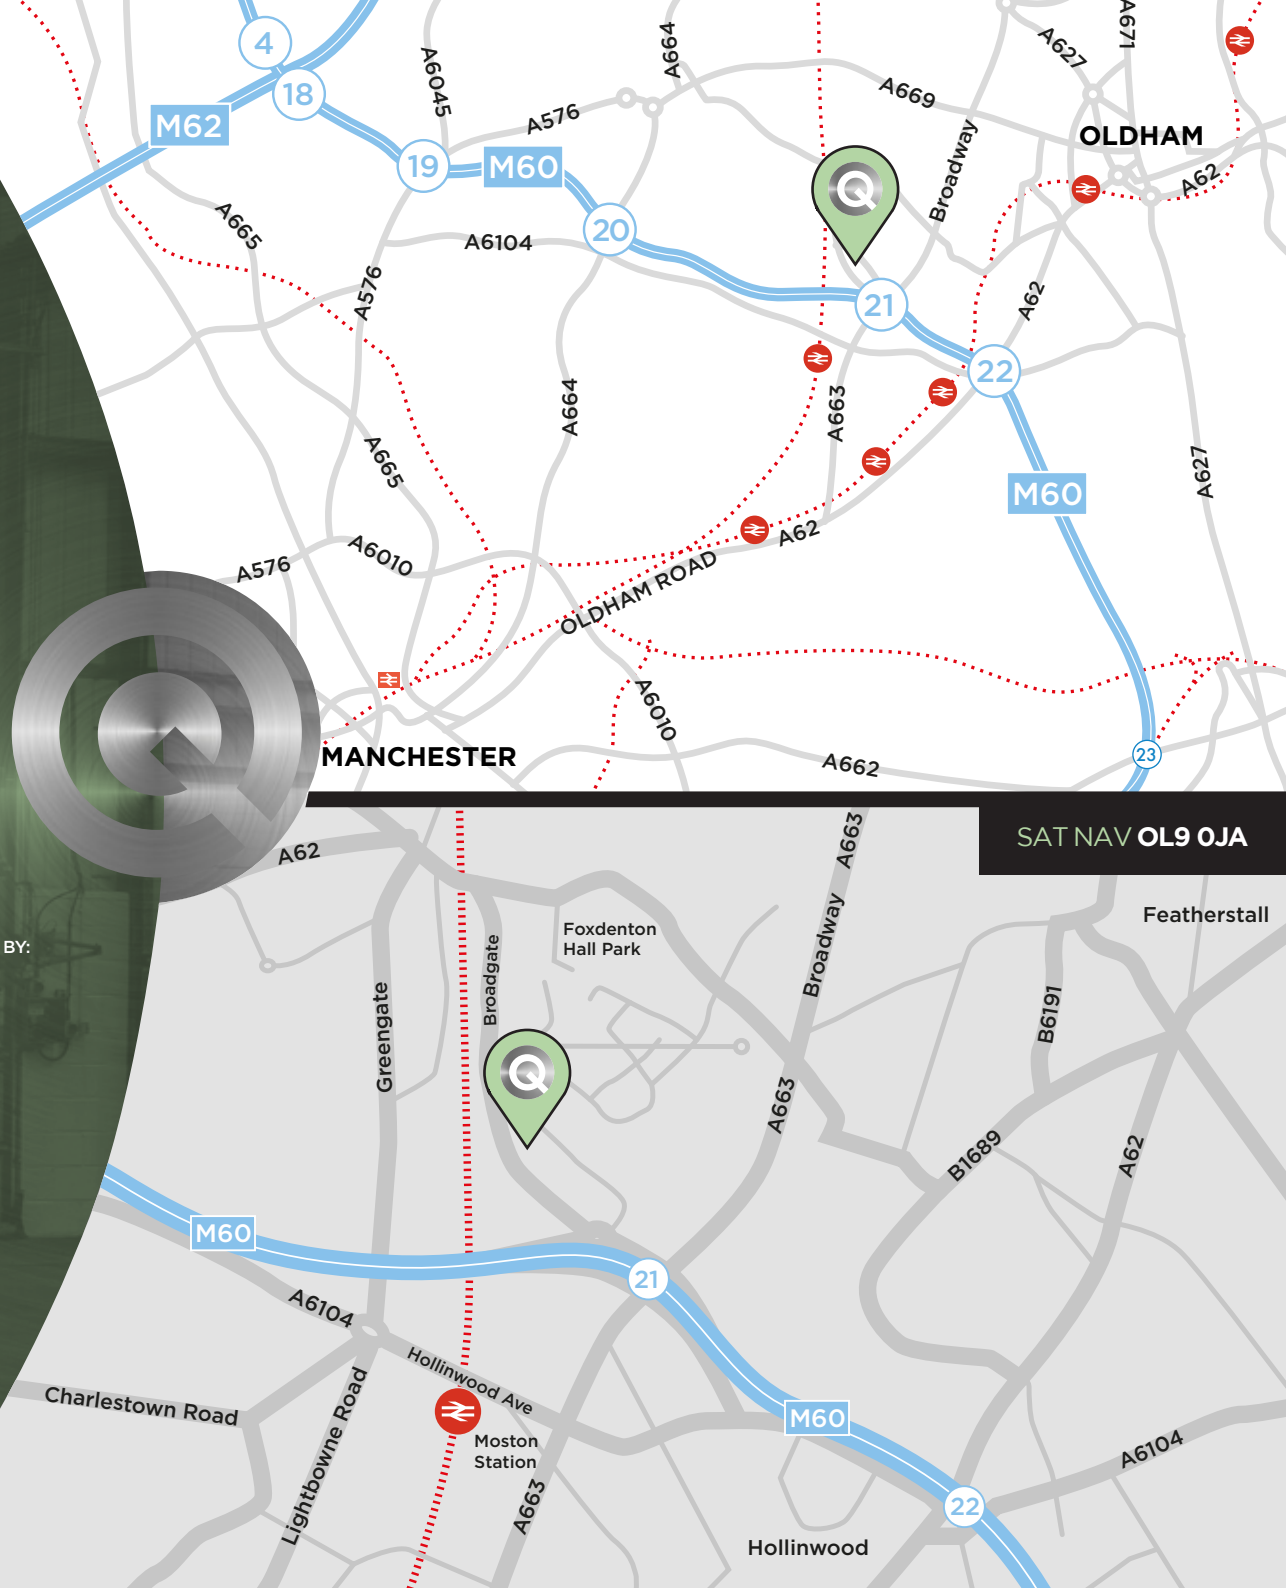 4
18
M62
A6045
A664
A576
19
M60
20
A669
Broadway
A627
A671
OLDHAM
A62
A665
A6104
A576
Q
21
A62
22
A664
A663
A665
M60
A627
A576
A6010
A62
OLDHAM ROAD
A6010
MANCHESTER
A662
23
SAT NAV OL9 0JA
A62
A663
Featherstall
Foxdenton
Hall Park
Broadway
Broadgate
BY:
Greengate
B6191
Q
A663
B1689
A62
M60
21
A6104
Hollinwood Ave
Charlestown Road
Lightbowne Road
Moston
Station
M60
A6104
A663
22
Hollinwood